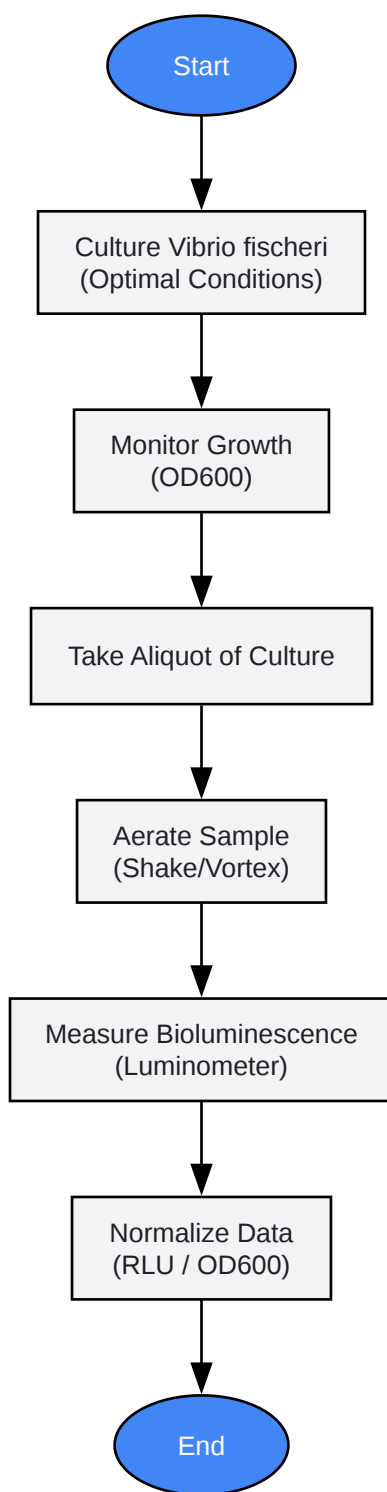 Start
Culture Vibrio fischeri
(Optimal Conditions)
Monitor Growth
(OD600)
Take Aliquot of Culture
Aerate Sample
(Shake/Vortex)
Measure Bioluminescence
(Luminometer)
Normalize Data
(RLU / OD600)
End